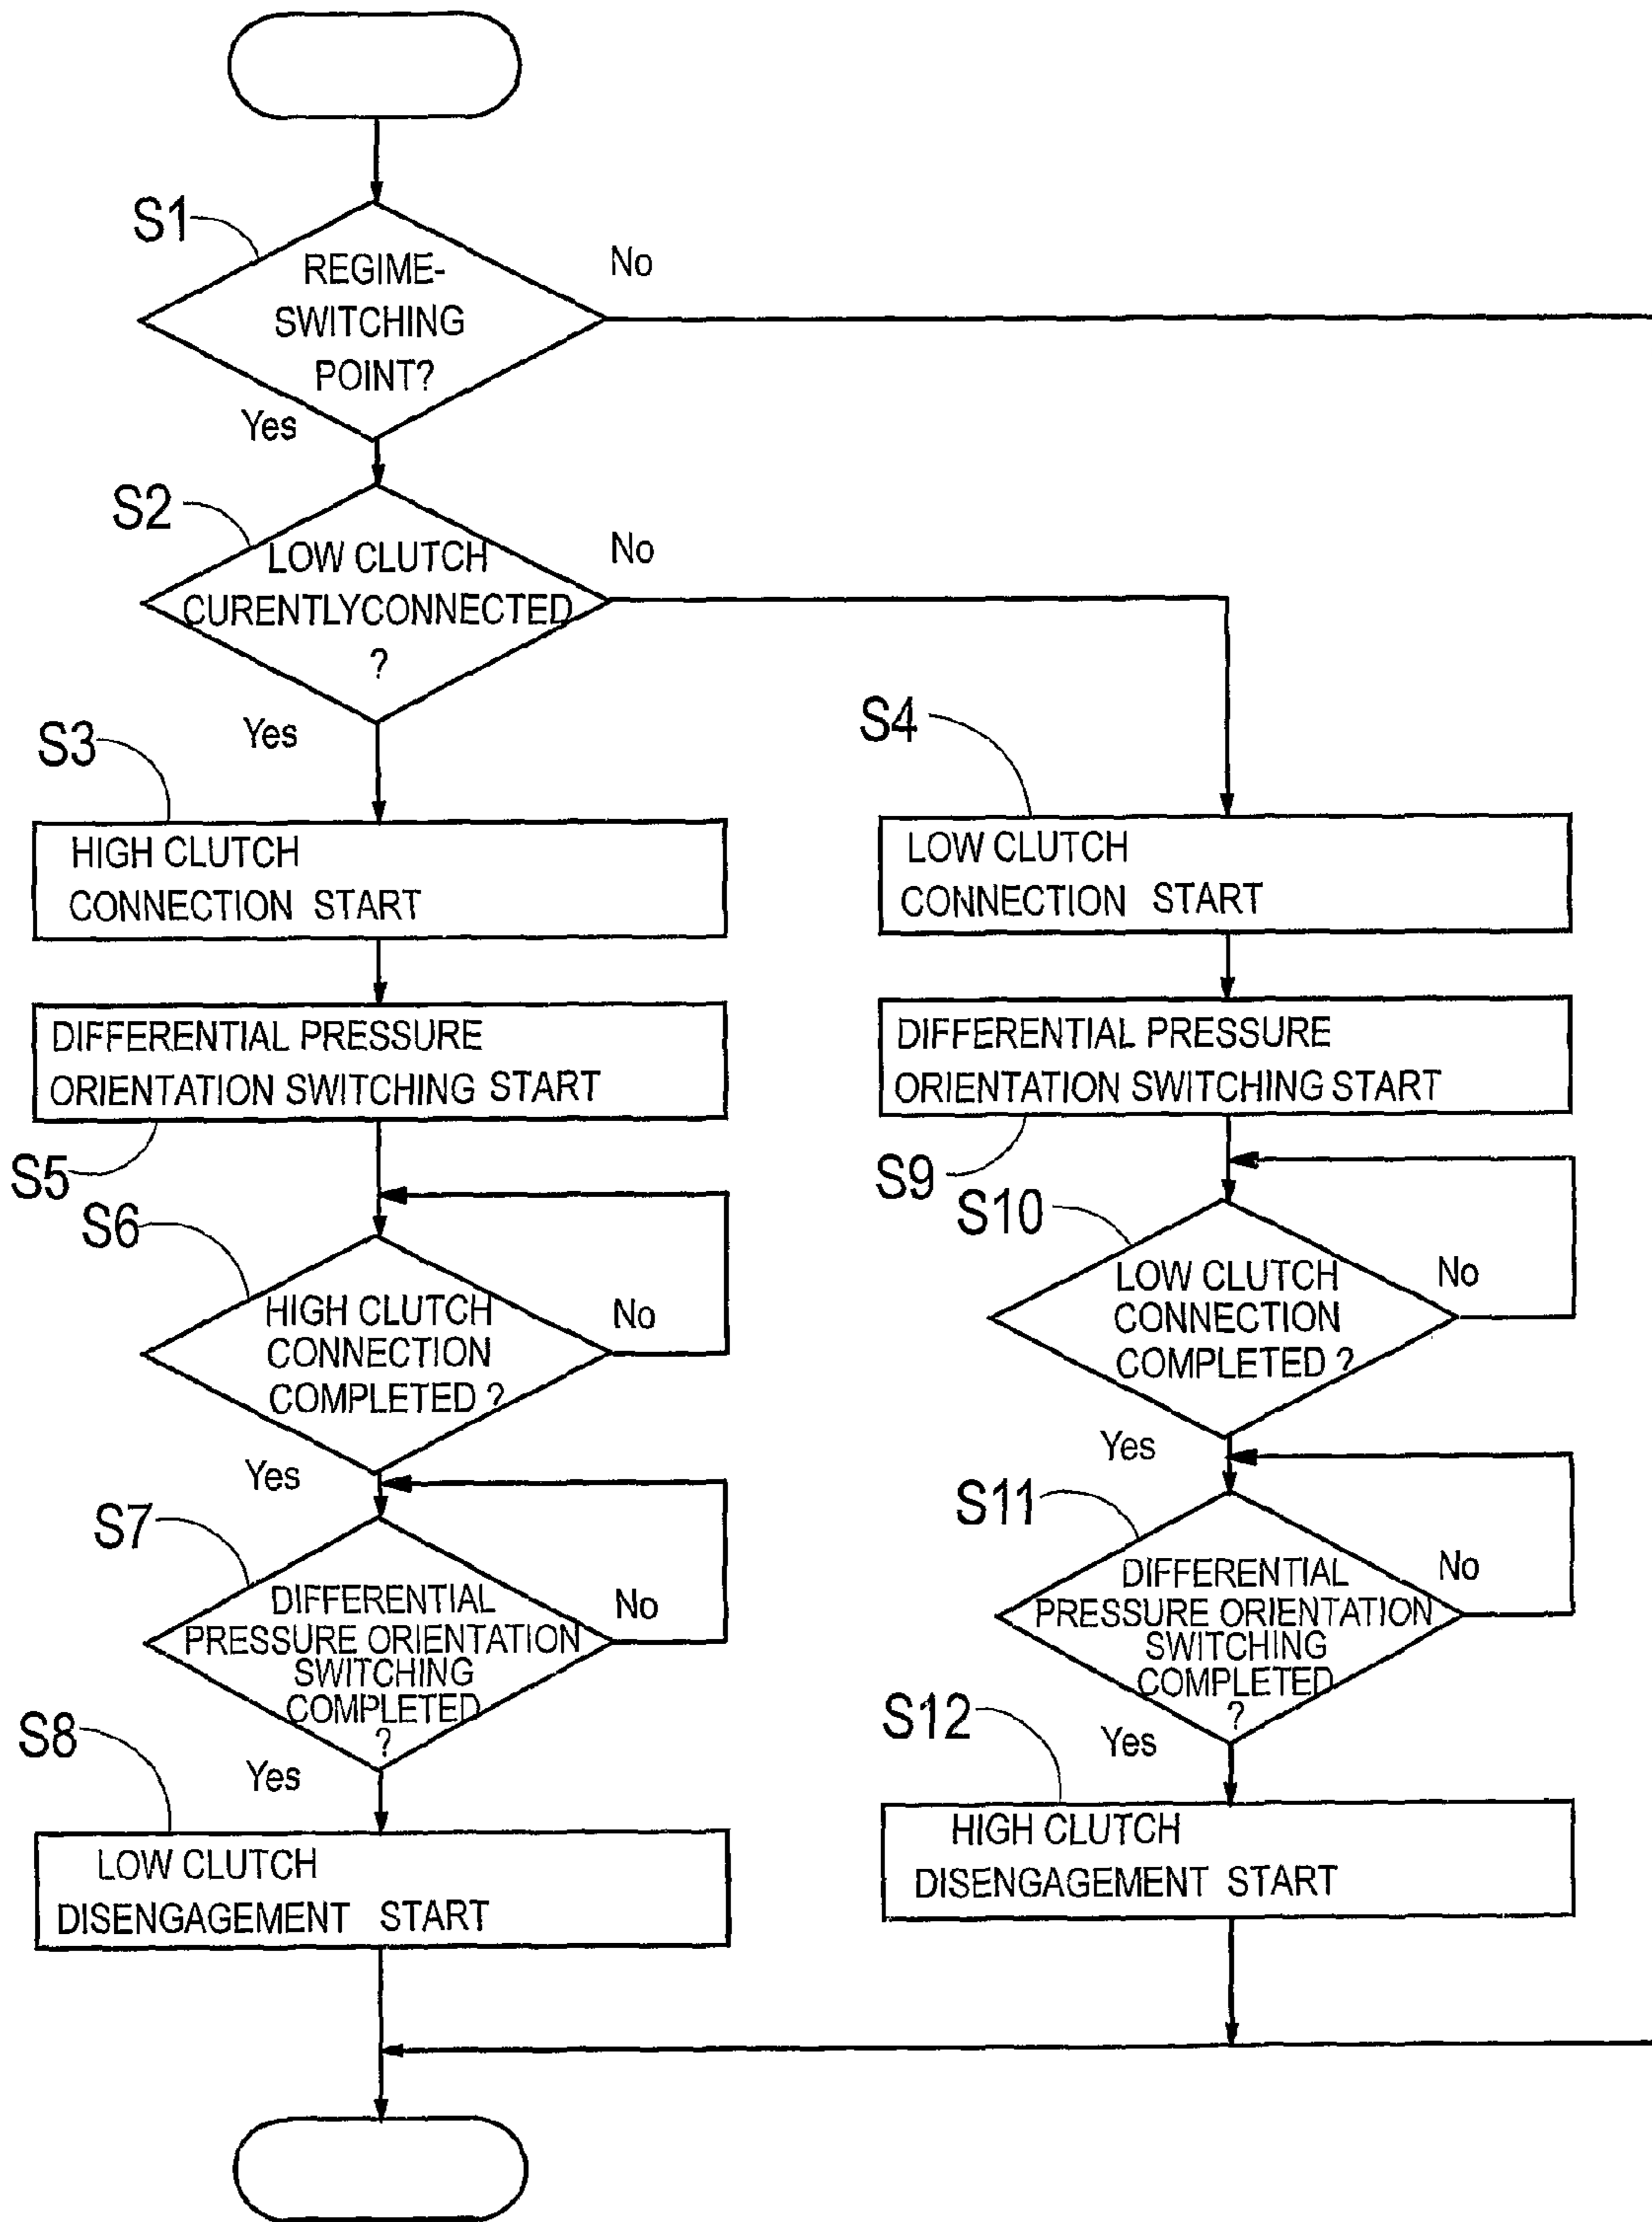 S1
REGIME-
SWITCHING
POINT?
No
Yes
S2
LOW CLUTCH
CURENTLYCONNECTED
?
No
Yes
S3
HIGH CLUTCH
CONNECTION START
S4
LOW CLUTCH
CONNECTION START
DIFFERENTIAL PRESSURE
ORIENTATION SWITCHING START
S5
DIFFERENTIAL PRESSURE
ORIENTATION SWITCHING START
S9
S6
HIGH CLUTCH
CONNECTION
COMPLETED ?
No
Yes
S10
LOW CLUTCH
CONNECTION
COMPLETED ?
No
Yes
S7
DIFFERENTIAL
PRESSURE ORIENTATION
SWITCHING
COMPLETED
?
No
Yes
S11
DIFFERENTIAL
PRESSURE ORIENTATION
SWITCHING
COMPLETED
?
No
Yes
S8
LOW CLUTCH
DISENGAGEMENT START
S12
HIGH CLUTCH
DISENGAGEMENT START